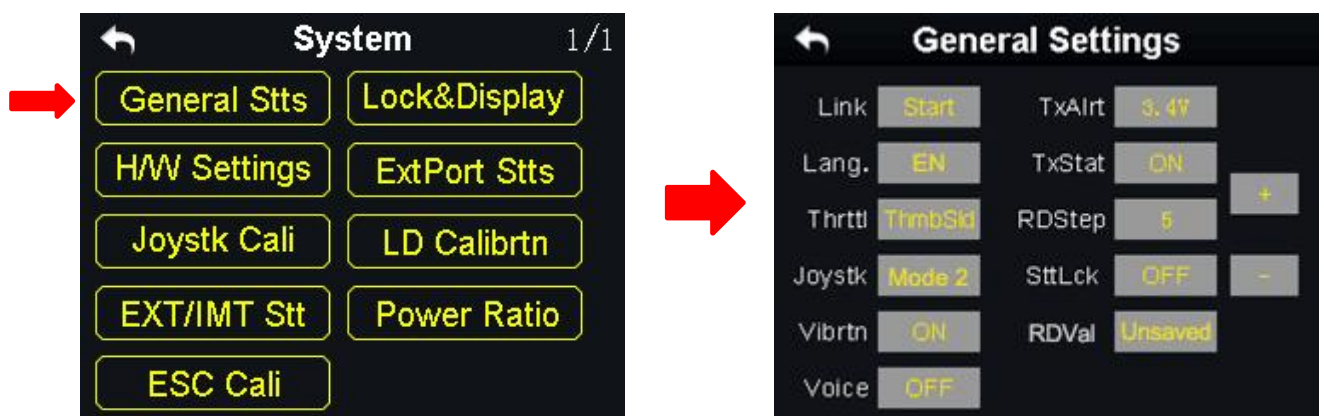 System 1/1
General Stts Lock&Display
H/W Settings ExtPort Stts
Joystk Cali LD Calibrtn
EXT/IMT Stt Power Ratio
ESC Cali
General Settings
Link Start TxAlrt 3.4V
Lang. EN TxStat ON
+
Thrttl ThmbSld RDStep 5
Joystk Mode 2 SttLck OFF -
Vibrtn ON RDVal Unsaved
Voice OFF